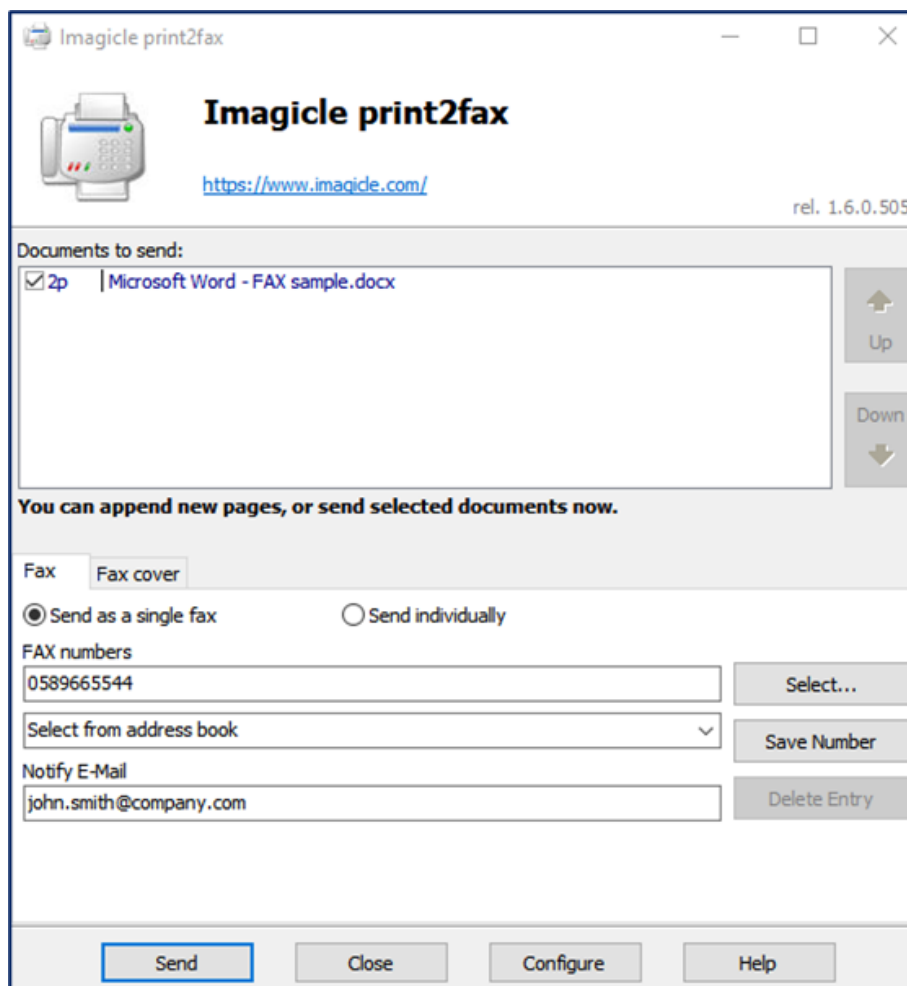 Imagicle print2fax
Imagicle print2fax
https://www.imagicle.com/
rel. 1.6.0.505
Documents to send:
2p Microsoft Word - FAX sample.docx
Up
Down
You can append new pages, or send selected documents now.
Fax Fax cover
Send as a single fax Send individually
FAX numbers
0589665544 Select...
Select from address book Save Number
Notify E-Mail
john.smith@company.com Delete Entry
Send Close Configure Help